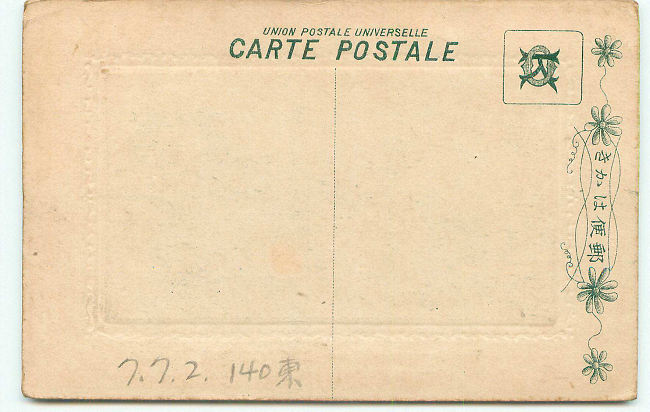 UNION POSTALE UNIVERSELLE
CARTE POSTALE
きかは便郵
7.7.2. 140東